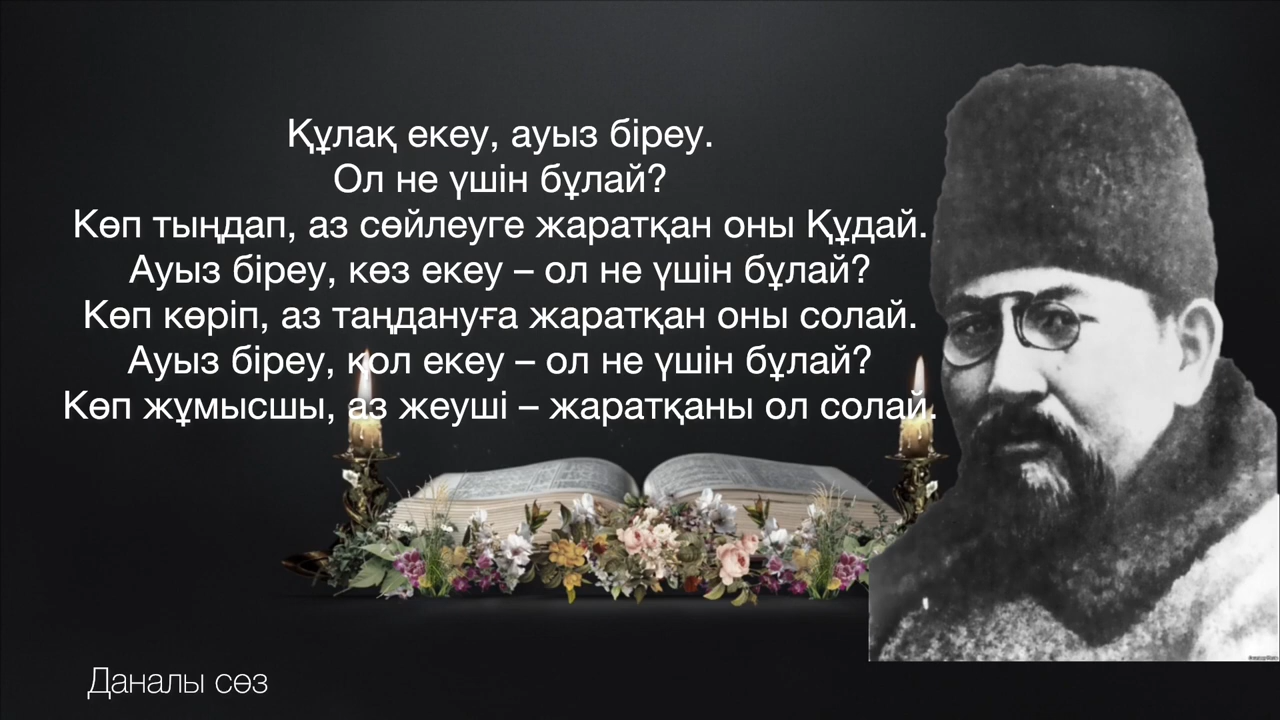 Құлақ екеу, ауыз біреу.
Ол не үшін бұлай?
Көп тыңдап, аз сөйлеуге жаратқан оны Құдай.
Ауыз біреу, көз екеу – ол не үшін бұлай?
Көп көріп, аз таңдануға жаратқан оны солай.
Ауыз біреу, қол екеу – ол не үшін бұлай?
Көп жұмысшы, аз жеуші – жаратқаны ол солай.
Даналы сөз